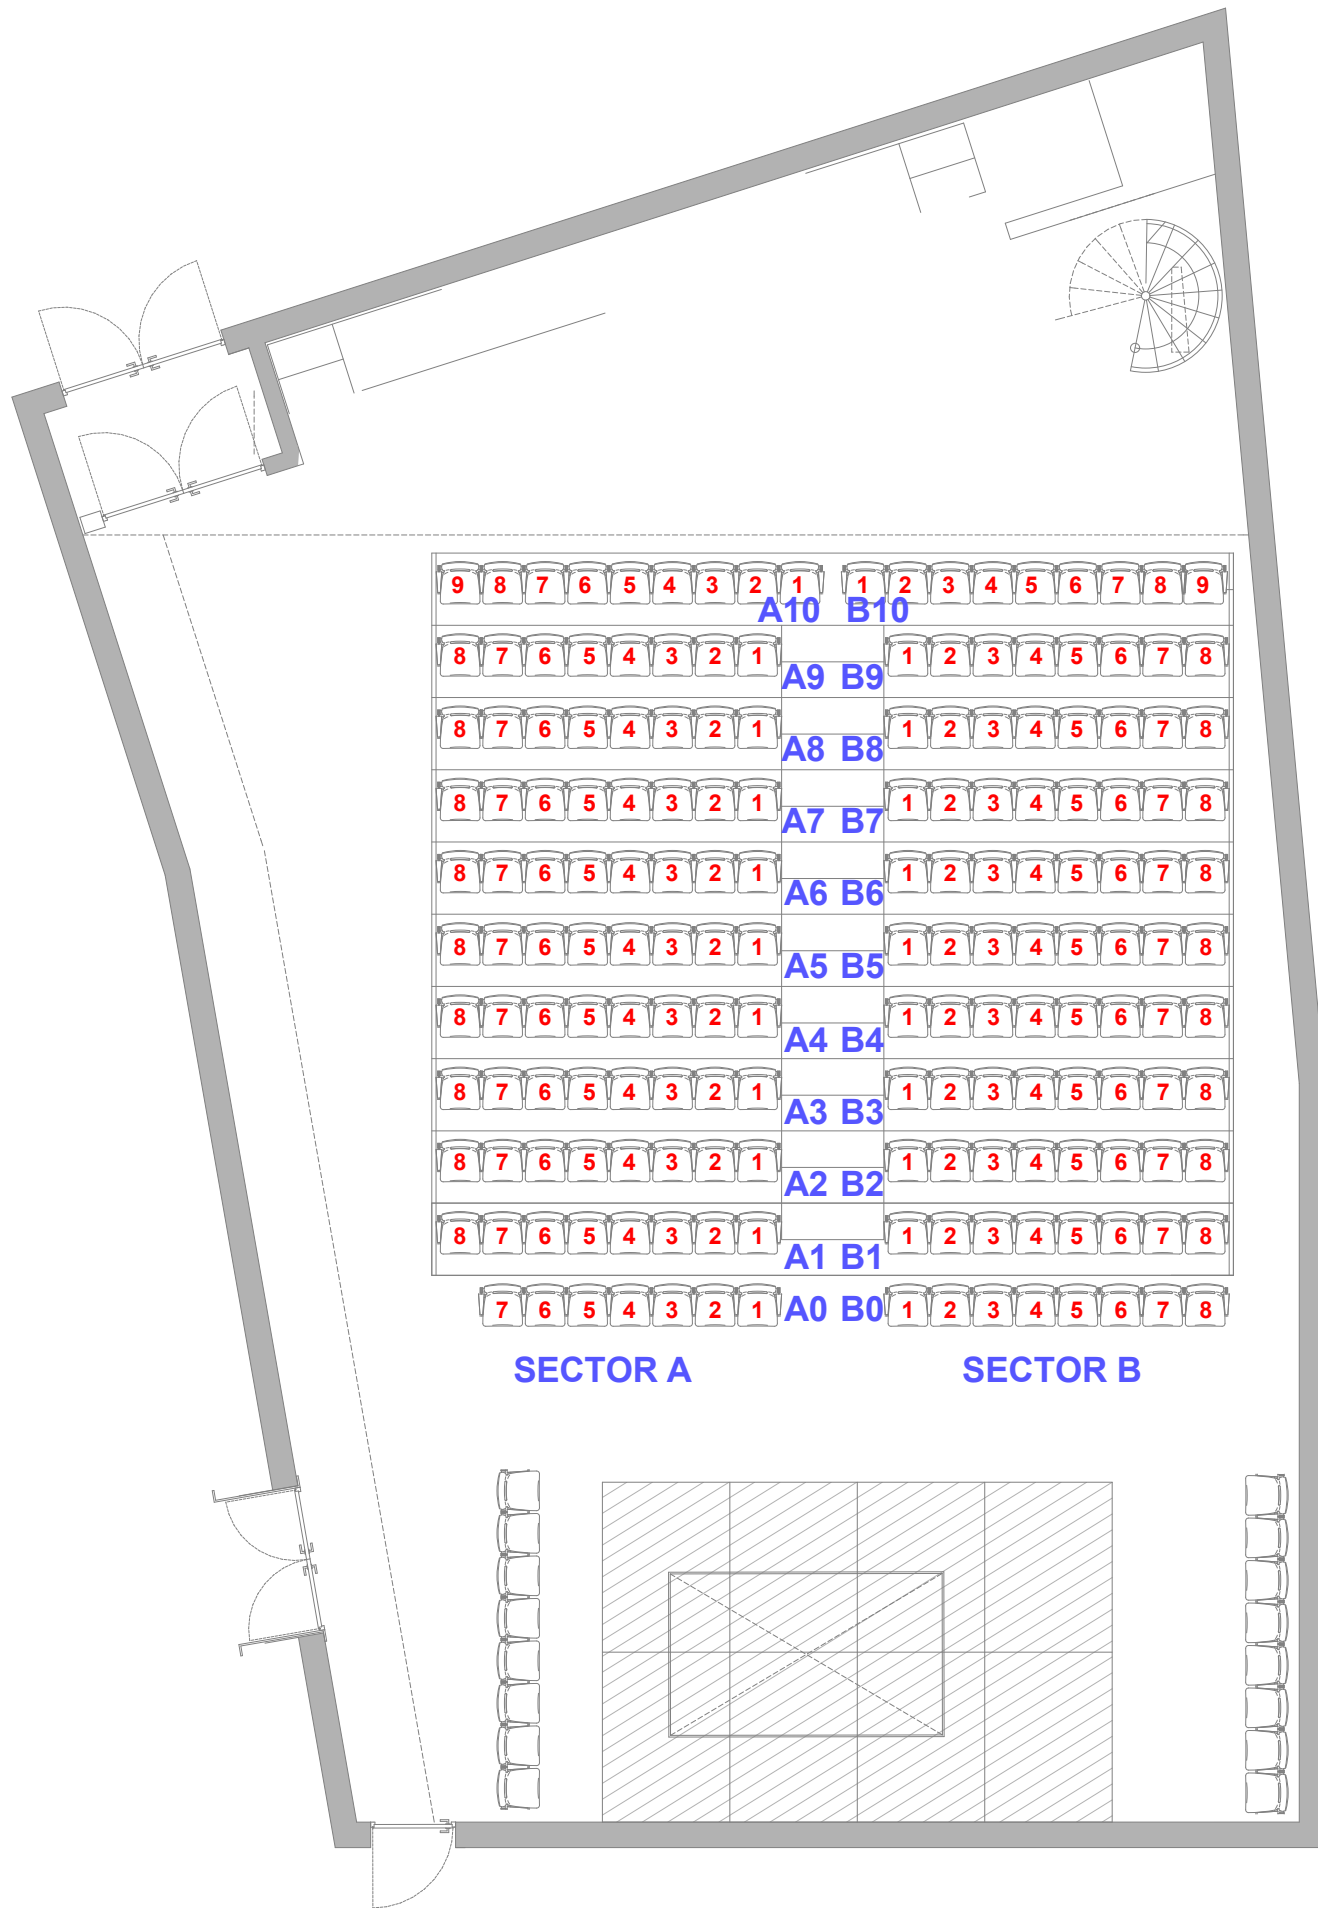 9 8 7 6 5 4 3 2 1 1 2 3 4 5 6 7 8 9
A10 B10
8 7 6 5 4 3 2 1 1 2 3 4 5 6 7 8
A9 B9
8 7 6 5 4 3 2 1 1 2 3 4 5 6 7 8
A8 B8
8 7 6 5 4 3 2 1 1 2 3 4 5 6 7 8
A7 B7
8 7 6 5 4 3 2 1 1 2 3 4 5 6 7 8
A6 B6
8 7 6 5 4 3 2 1 1 2 3 4 5 6 7 8
A5 B5
8 7 6 5 4 3 2 1 1 2 3 4 5 6 7 8
A4 B4
8 7 6 5 4 3 2 1 1 2 3 4 5 6 7 8
A3 B3
8 7 6 5 4 3 2 1 1 2 3 4 5 6 7 8
A2 B2
8 7 6 5 4 3 2 1 1 2 3 4 5 6 7 8
A1 B1
7 6 5 4 3 2 1 A0 B0 1 2 3 4 5 6 7 8
SECTOR A SECTOR B